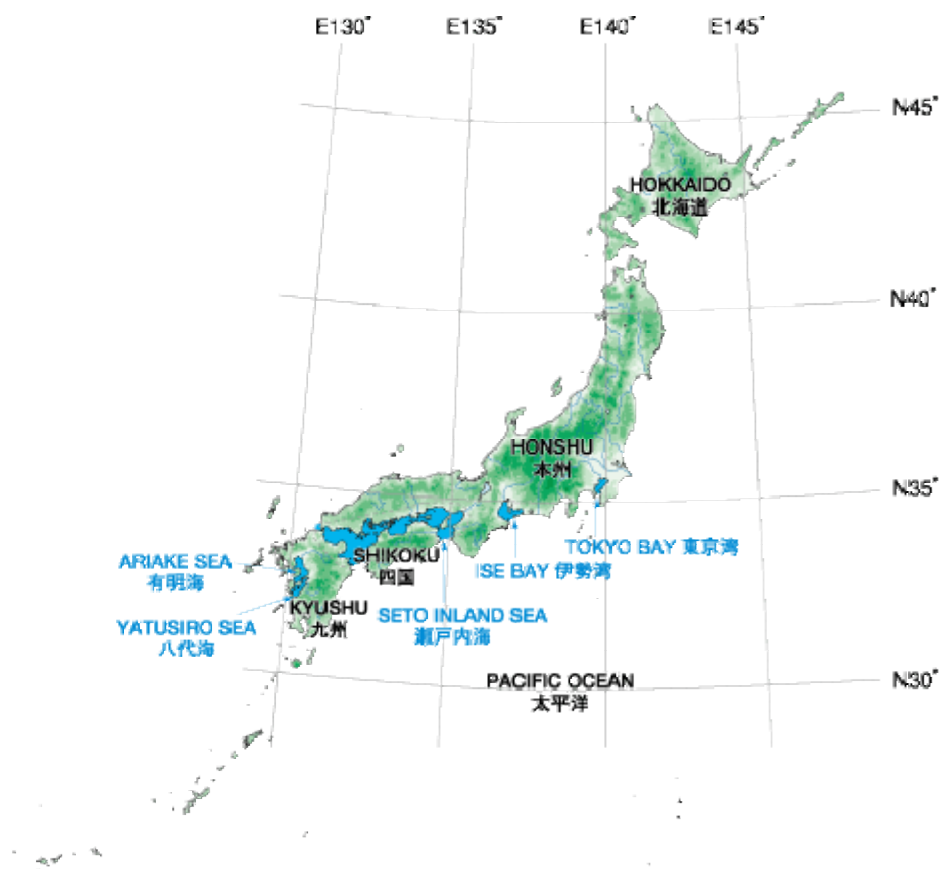 E130° E135° E140° E145°
N45°
HOKKAIDO
北海道
N40°
HONSHU
本州
N35°
TOKYO BAY 東京湾
ARIAKE SEA
有明海
SHIKOKU
四国
ISE BAY 伊勢湾
KYUSHU
九州
SETO INLAND SEA
瀬戸内海
YATUSIRO SEA
八代海
N30°
PACIFIC OCEAN
太平洋